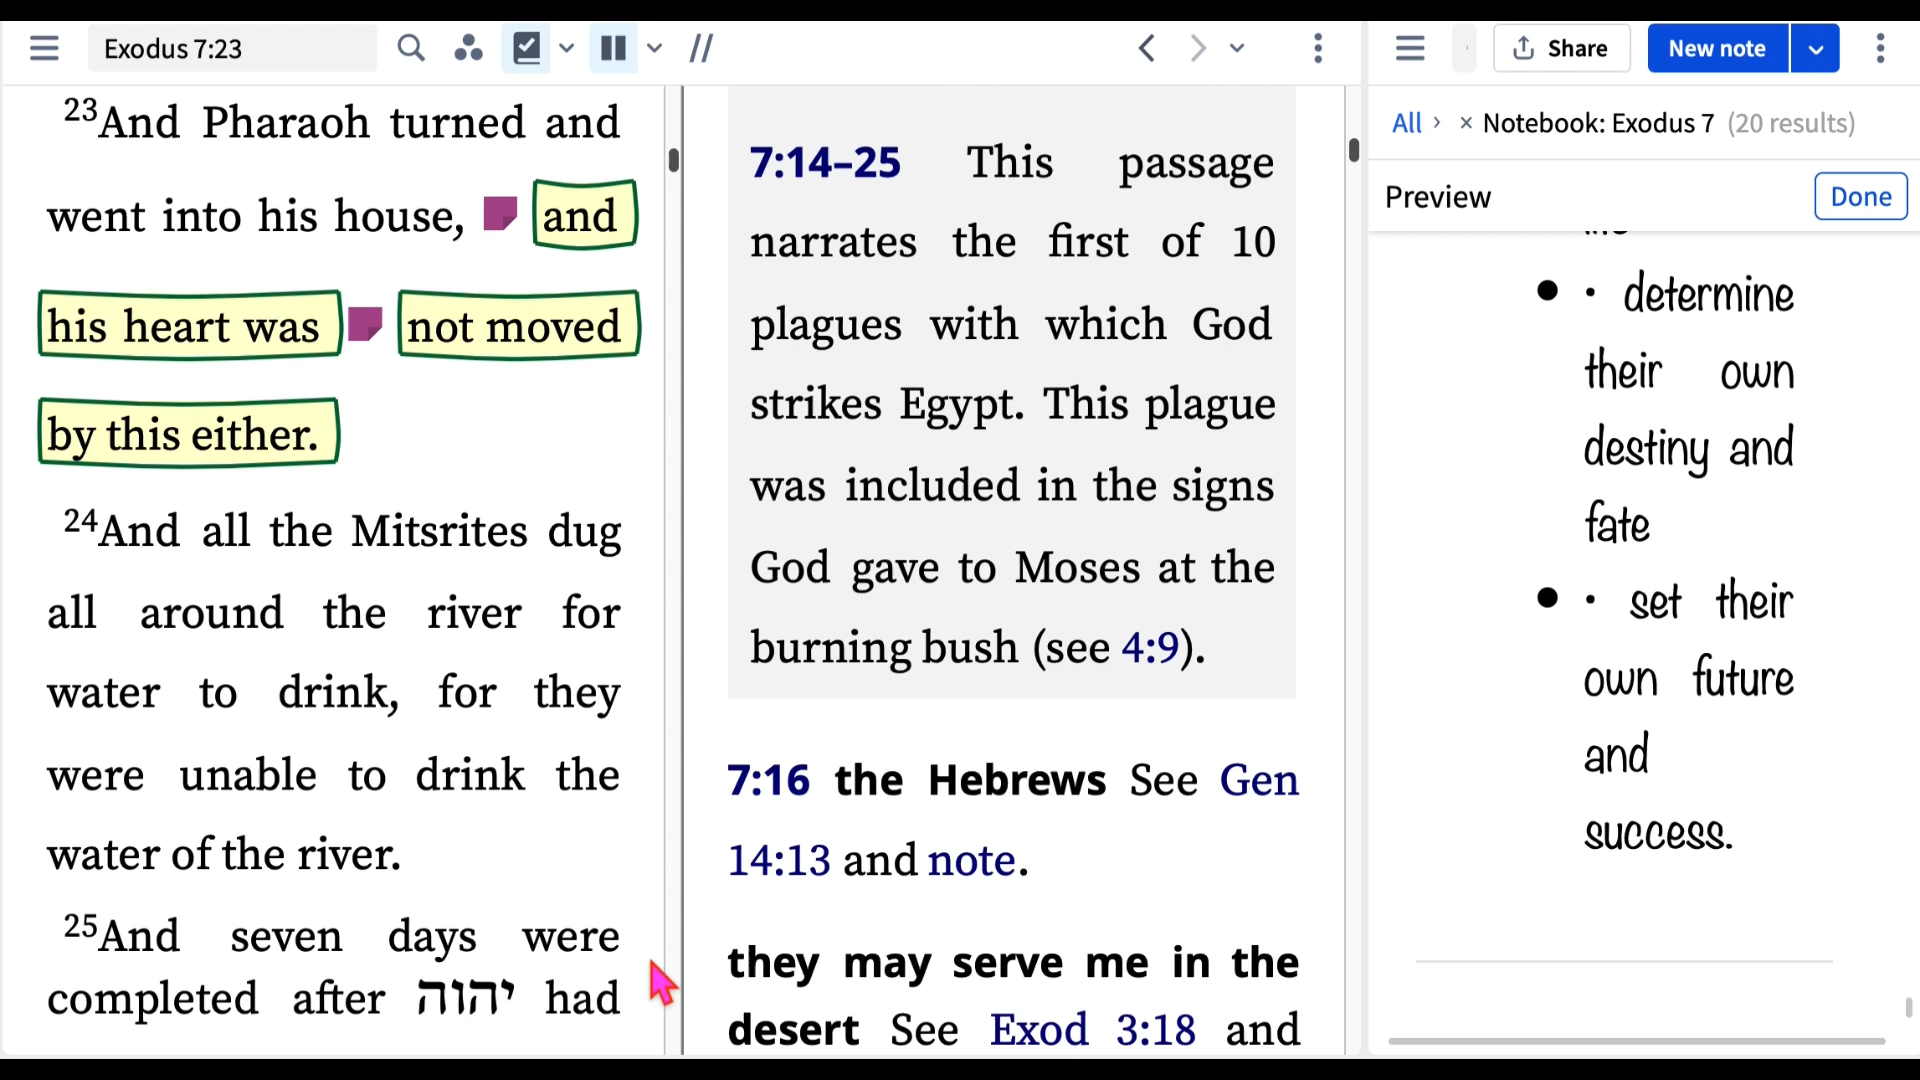 Exodus 7:23
23And Pharaoh turned and
went into his house, and
his heart was not moved
by this either.
24And all the Mitsrites dug
all around the river for
water to drink, for they
were unable to drink the
water of the river.
25And seven days were
completed after יהוה had
7:14–25 This passage
narrates the first of 10
plagues with which God
strikes Egypt. This plague
was included in the signs
God gave to Moses at the
burning bush (see 4:9).
7:16 the Hebrews See Gen
14:13 and note.
they may serve me in the
desert See Exod 3:18 and
Share
New note
All › × Notebook: Exodus 7 (20 results)
Preview
Done
• · determine
their own
destiny and
fate
• · set their
own future
and
success.